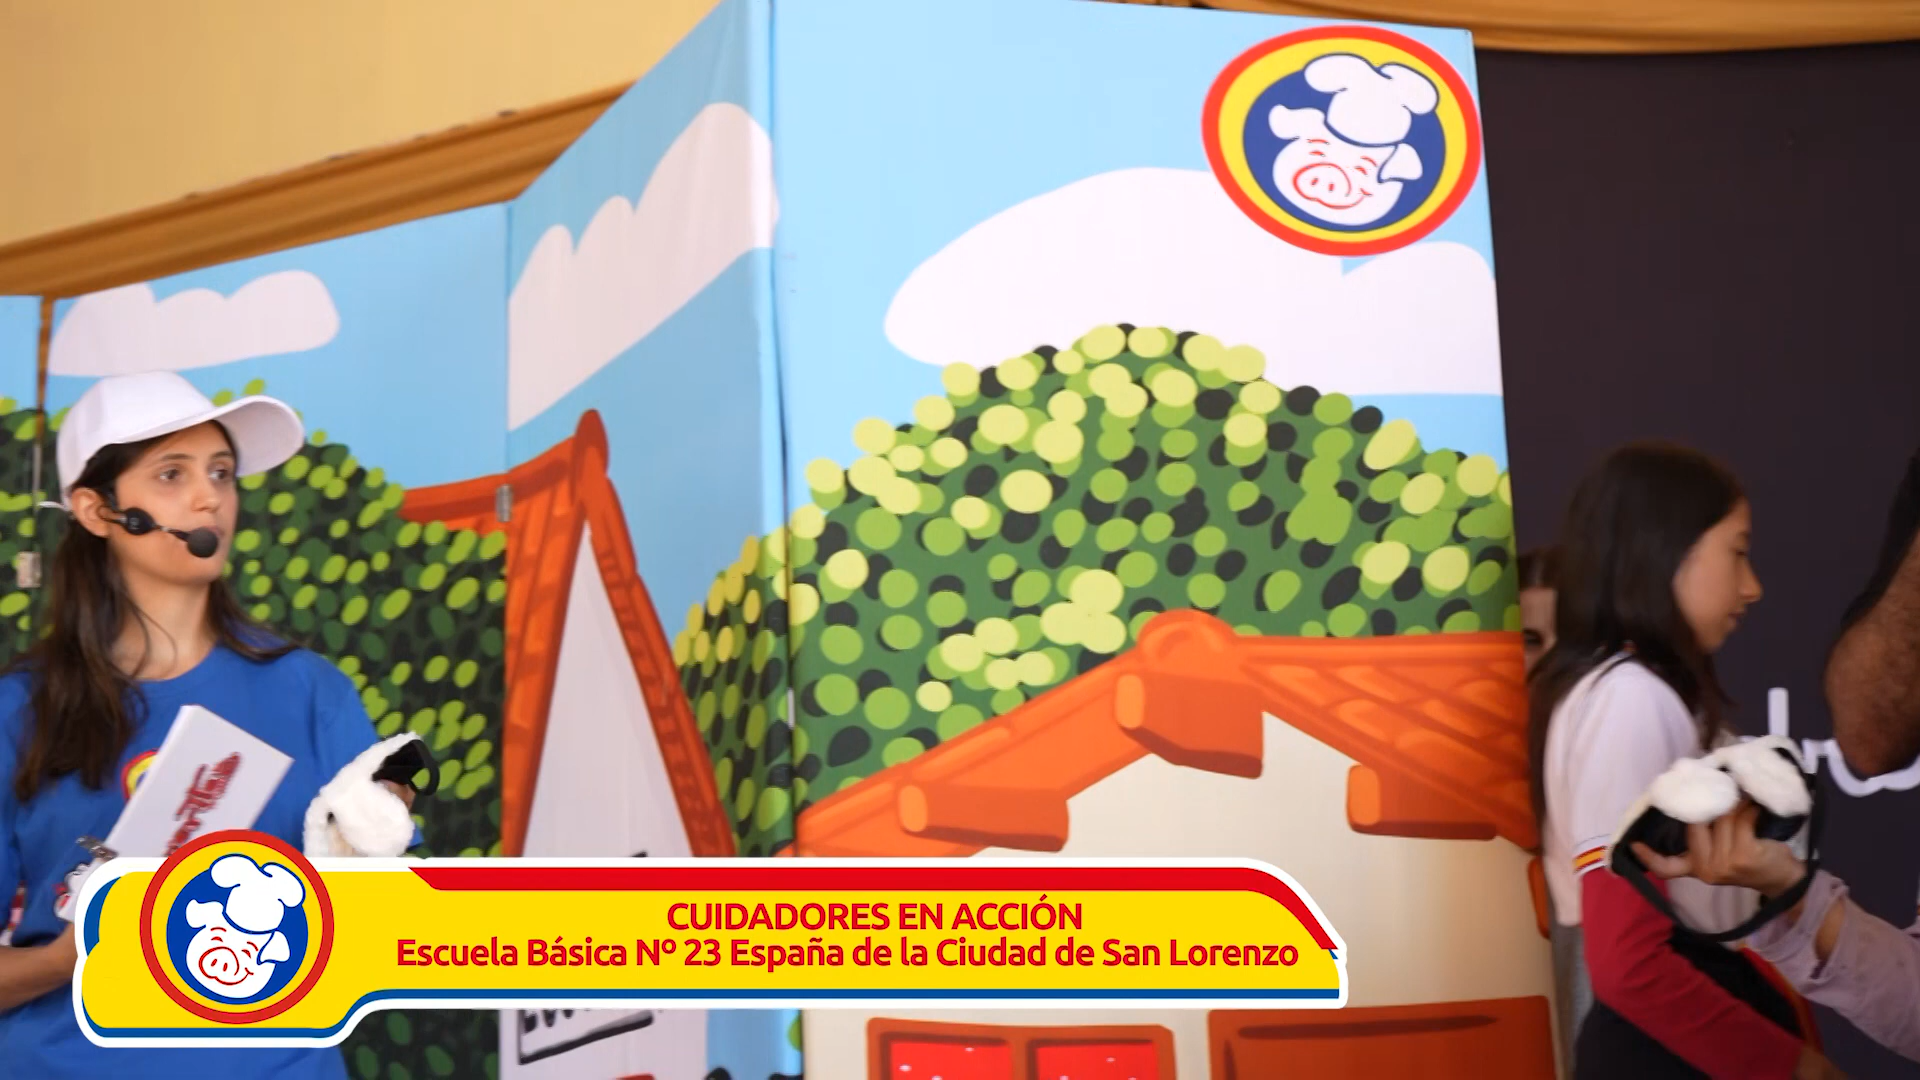 CUIDADORES EN ACCIÓN
Escuela Básica Nº 23 España de la Ciudad de San Lorenzo